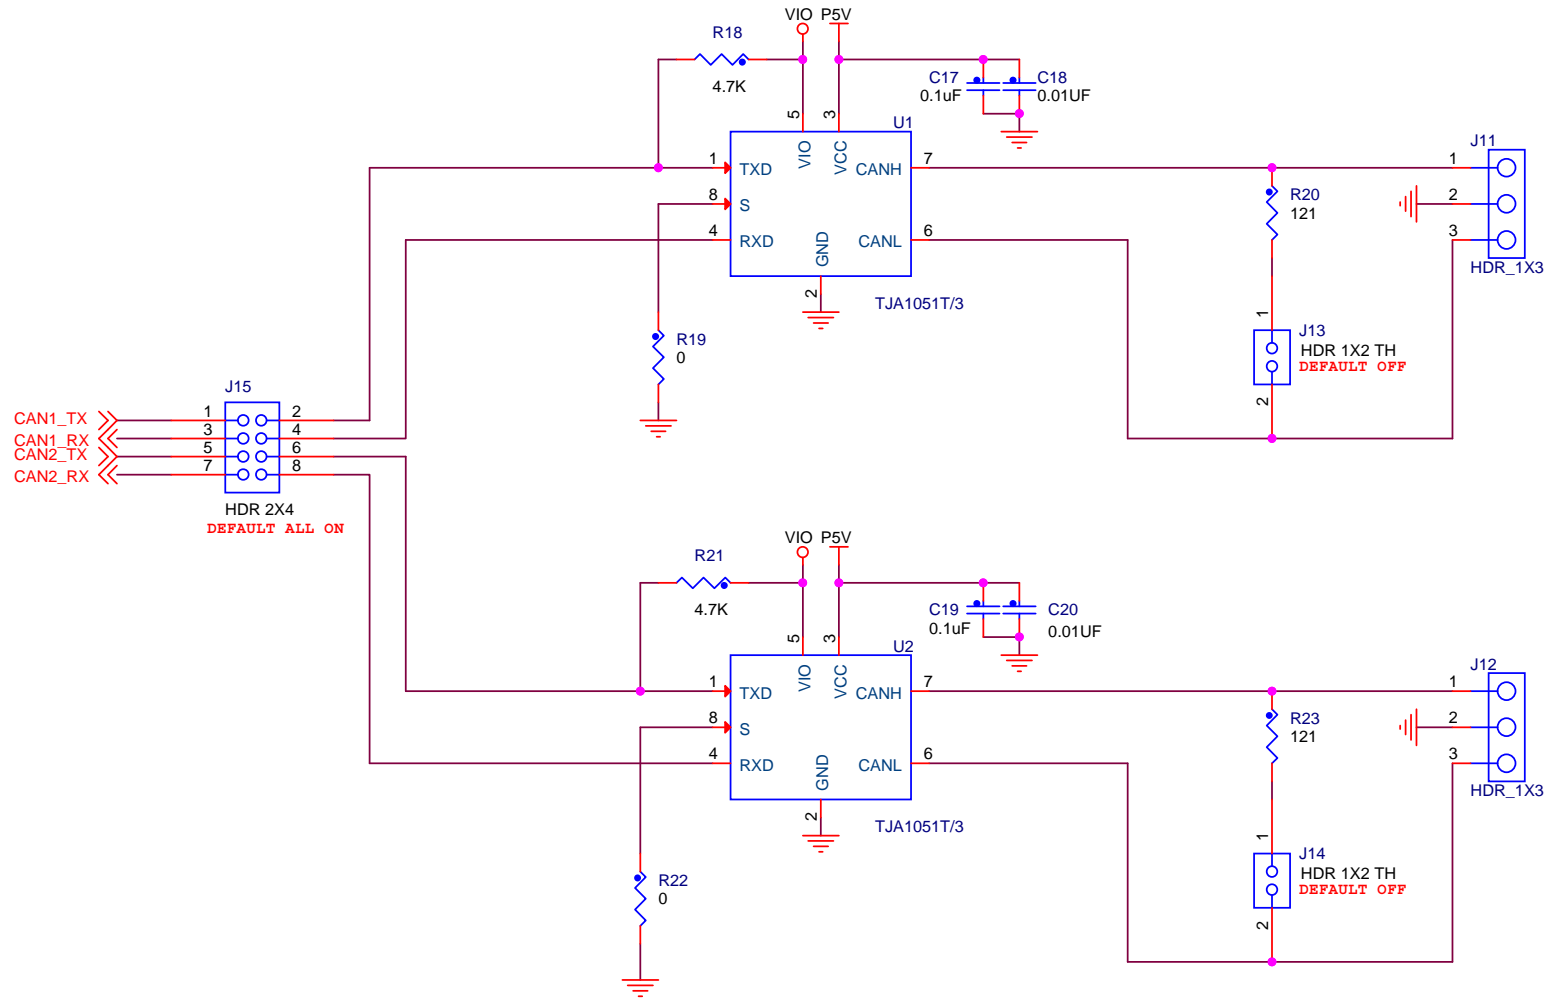 VIO P5V
R18
4.7K
C17
0.1uF
C18
0.01UF
5
3
U1
1
TXD
VIO
VCC
CANH
7
8
S
4
RXD
GND
CANL
6
2
TJA1051T/3
R19
0
J11
1
2
3
HDR_1X3
R20
121
1
J13
HDR 1X2 TH
DEFAULT OFF
2
J15
CAN1_TX
CAN1_RX
CAN2_TX
CAN2_RX
1
2
3
4
5
6
7
8
HDR 2X4
DEFAULT ALL ON
VIO P5V
R21
4.7K
C19
0.1uF
C20
0.01UF
5
3
U2
1
TXD
VIO
VCC
CANH
7
8
S
4
RXD
GND
CANL
6
2
TJA1051T/3
R22
0
J12
1
2
3
HDR_1X3
R23
121
1
J14
HDR 1X2 TH
DEFAULT OFF
2